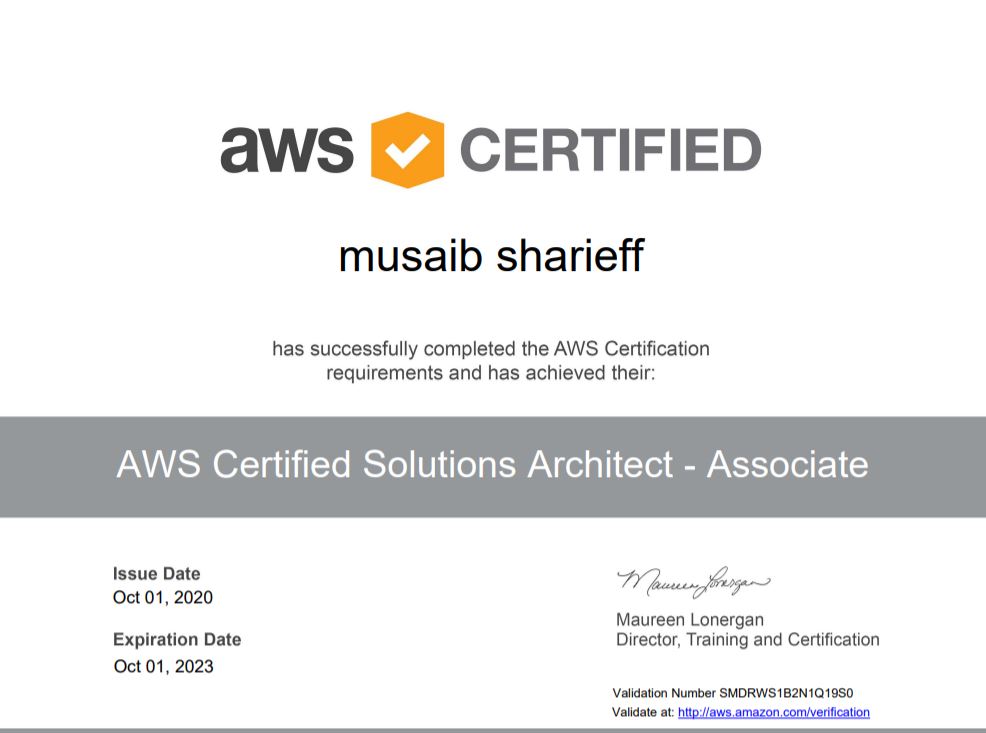 aws CERTIFIED
musaib sharieff
has successfully completed the AWS Certification
requirements and has achieved their:
AWS Certified Solutions Architect - Associate
Issue Date
Oct 01, 2020
Expiration Date
Oct 01, 2023
Maureen Lonergan
Maureen Lonergan
Director, Training and Certification
Validation Number SMDRWS1B2N1Q19S0
Validate at: http://aws.amazon.com/verification